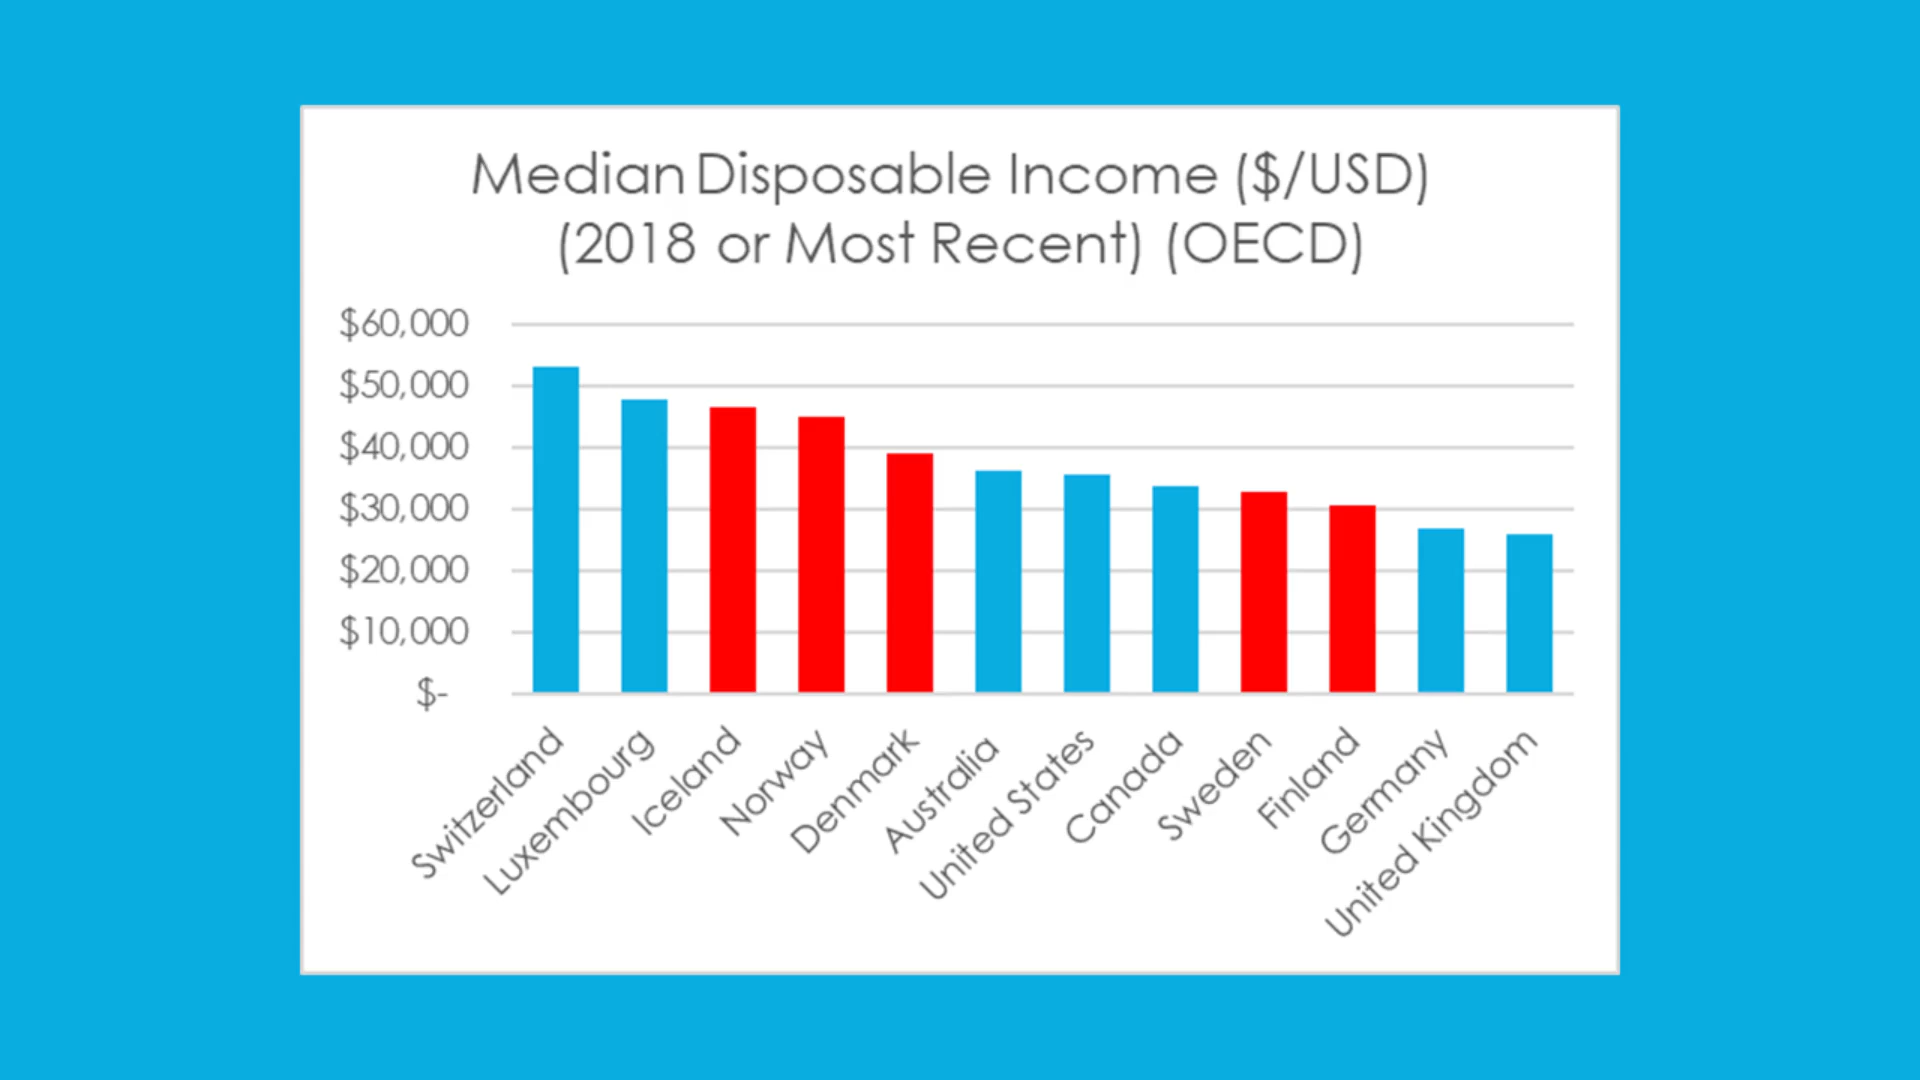 Median Disposable Income ($/USD)
(2018 or Most Recent) (OECD)
$60,000
$50,000
$40,000
$30,000
$20,000
$10,000
$-
Switzerland
Luxembourg
Iceland
Norway
Denmark
Australia
United States
Canada
Sweden
Finland
Germany
United Kingdom